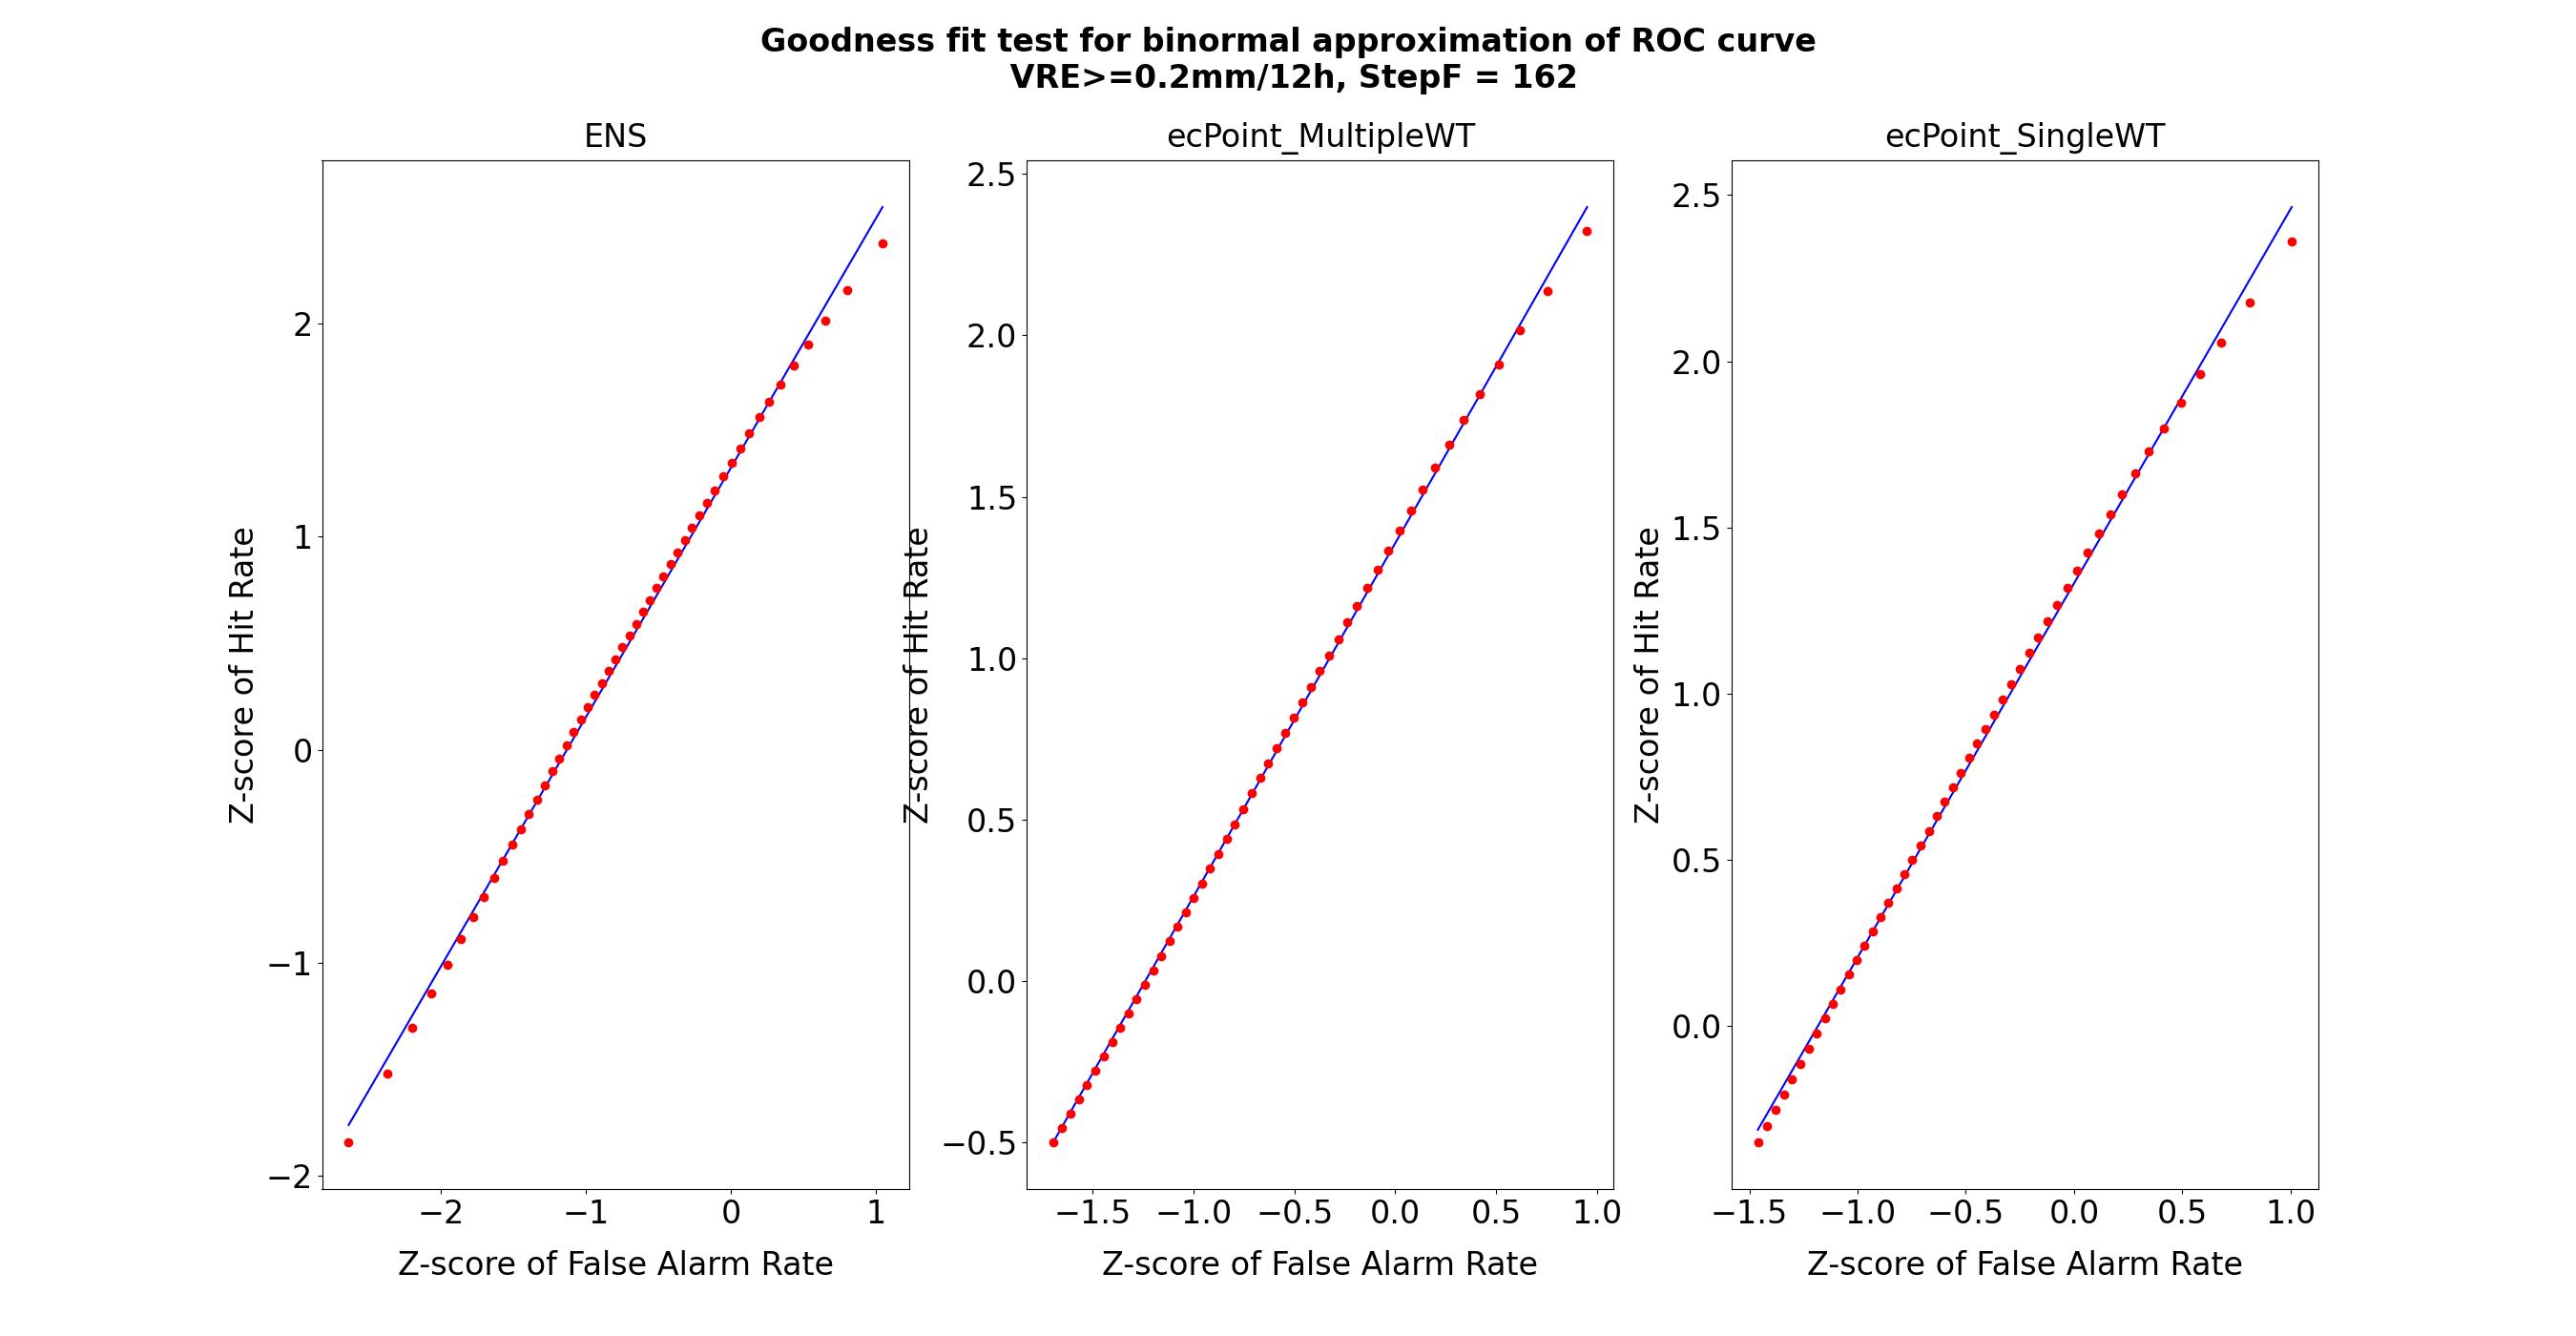 Goodness fit test for binormal approximation of ROC curve
VRE>=0.2mm/12h, StepF = 162
ENS
2
1
0
−1
−2
Z-score of Hit Rate
−2 −1 0 1
Z-score of False Alarm Rate
ecPoint_MultipleWT
2.5
2.0
1.5
1.0
0.5
0.0
−0.5
Z-score of Hit Rate
−1.5 −1.0 −0.5 0.0 0.5 1.0
Z-score of False Alarm Rate
ecPoint_SingleWT
2.5
2.0
1.5
1.0
0.5
0.0
Z-score of Hit Rate
−1.5 −1.0 −0.5 0.0 0.5 1.0
Z-score of False Alarm Rate